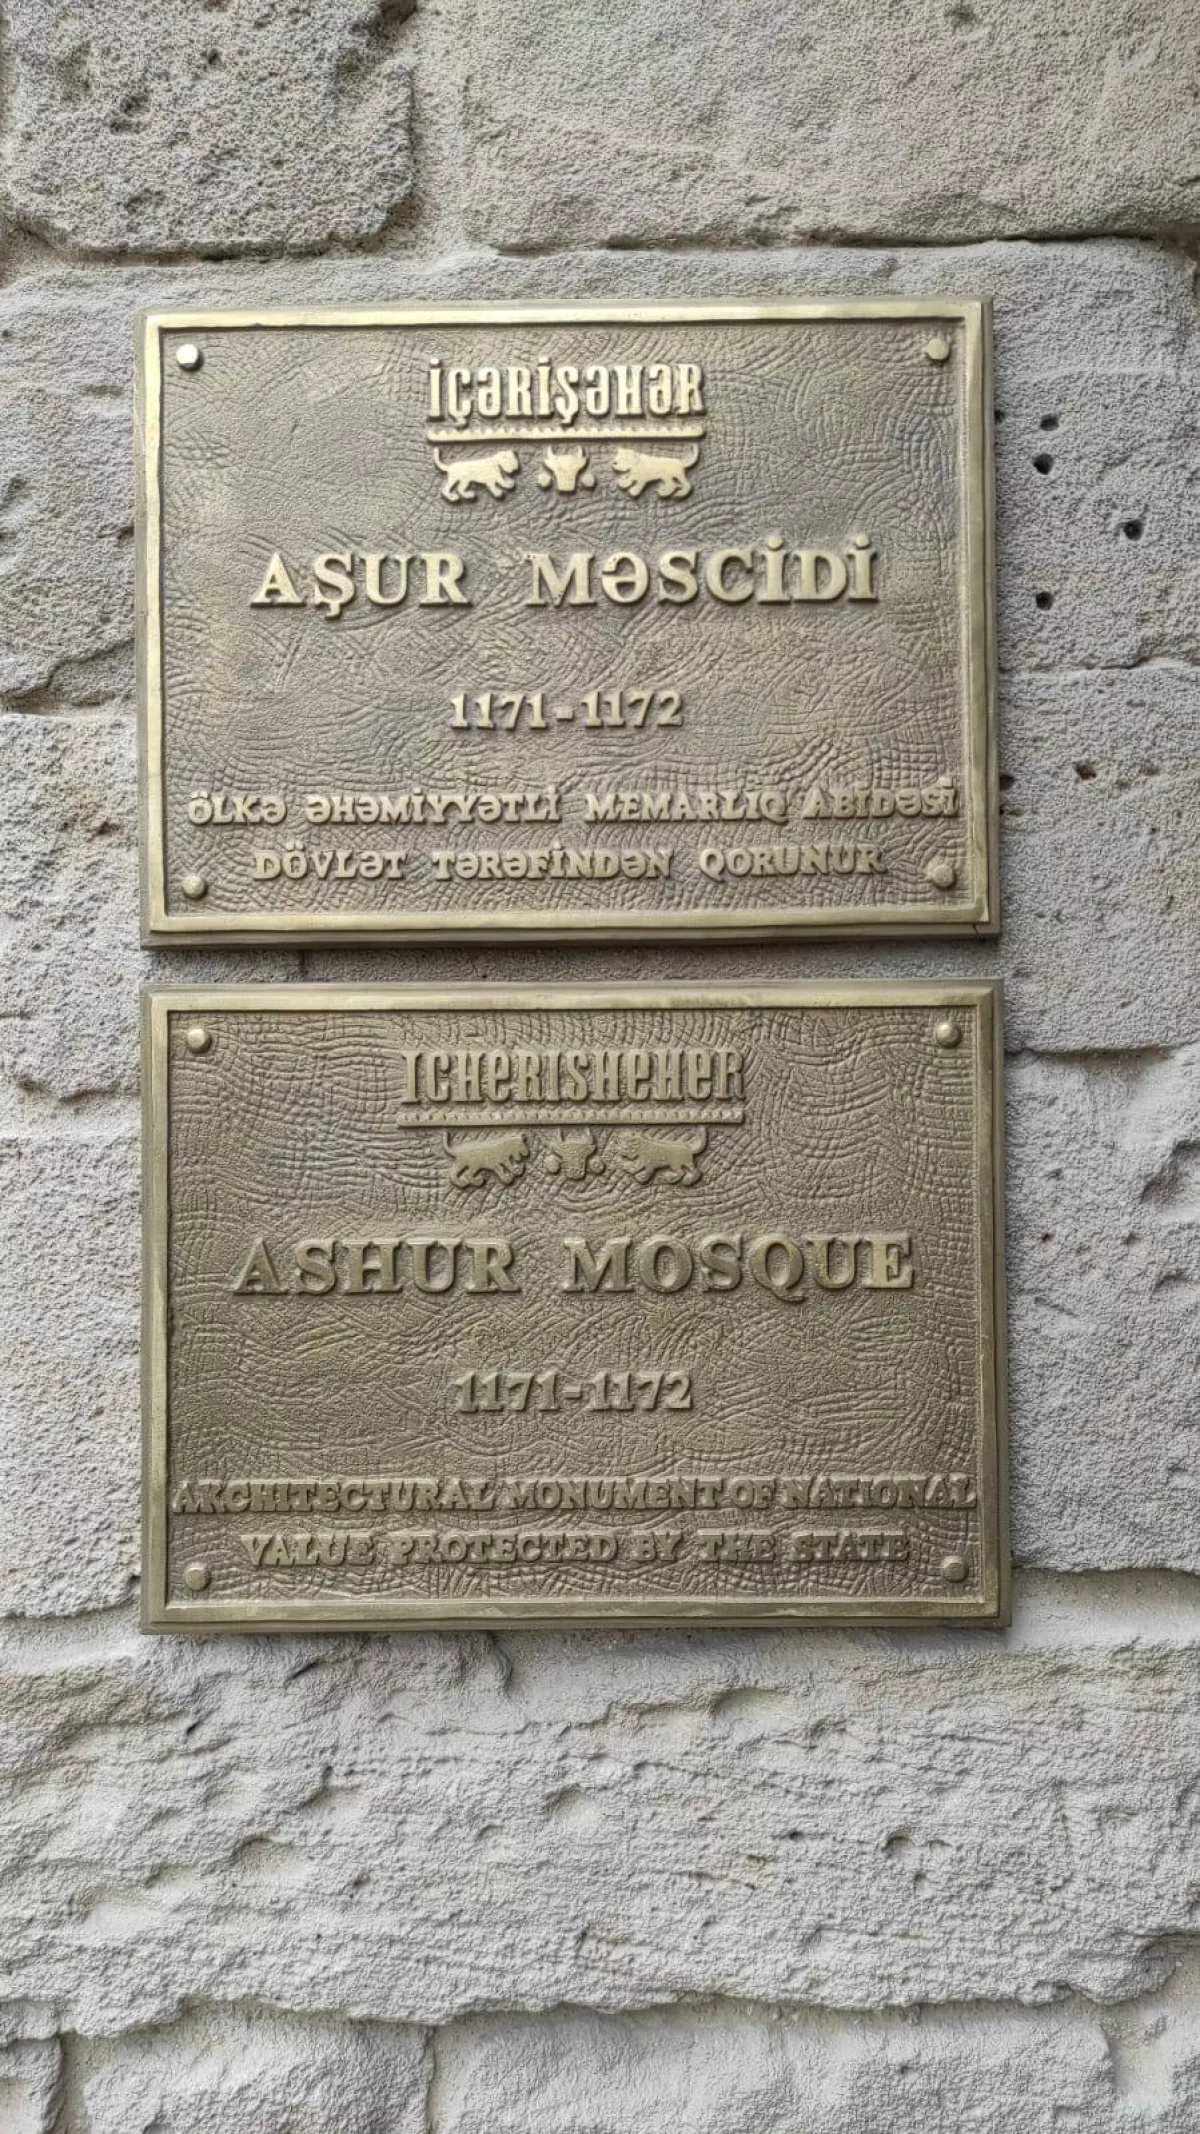 İÇƏRİŞƏHƏR
AŞUR MƏSCİDİ
1171-1172
ÖLKƏ ƏHƏMİYYƏTLİ MEMARLIQ ABİDƏSİ
DÖVLƏT TƏRƏFİNDƏN QORUNUR
ICHERISHEHER
ASHUR MOSQUE
1171-1172
ARCHITECTURAL MONUMENT OF NATIONAL
VALUE PROTECTED BY THE STATE